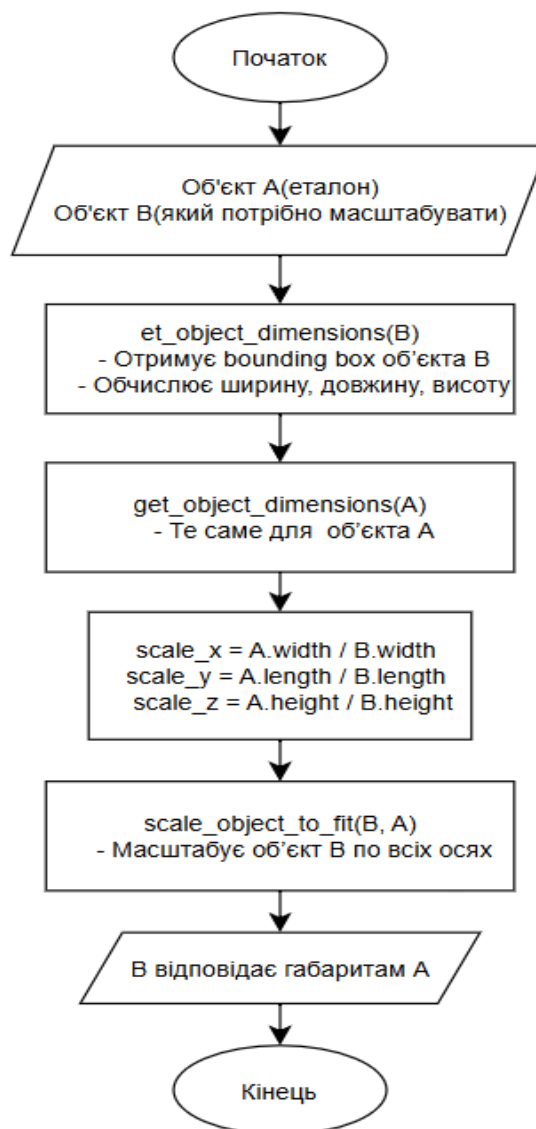 Початок
Об'єкт А(еталон)
Об'єкт В(який потрібно масштабувати)
et_object_dimensions(B)
- Отримує bounding box об’єкта B
- Обчислює ширину, довжину, висоту
get_object_dimensions(A)
- Те саме для об’єкта A
scale_x = A.width / B.width
scale_y = A.length / B.length
scale_z = A.height / B.height
scale_object_to_fit(B, A)
- Масштабує об’єкт B по всіх осях
В відповідає габаритам А
Кінець